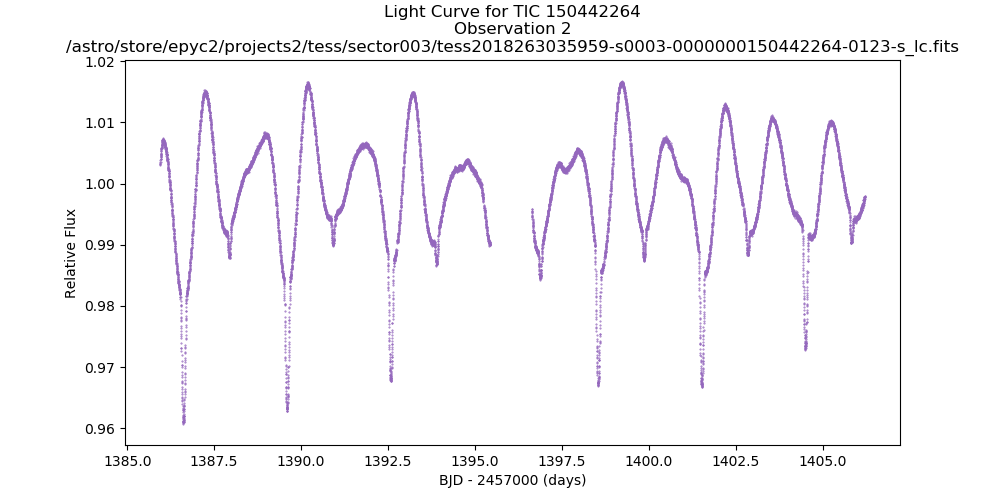 Light Curve for TIC 150442264
Observation 2
/astro/store/epyc2/projects2/tess/sector003/tess2018263035959-s0003-0000000150442264-0123-s_lc.fits
1.02
1.01
1.00
0.99
0.98
0.97
0.96
Relative Flux
1385.0 1387.5 1390.0 1392.5 1395.0 1397.5 1400.0 1402.5 1405.0
BJD - 2457000 (days)